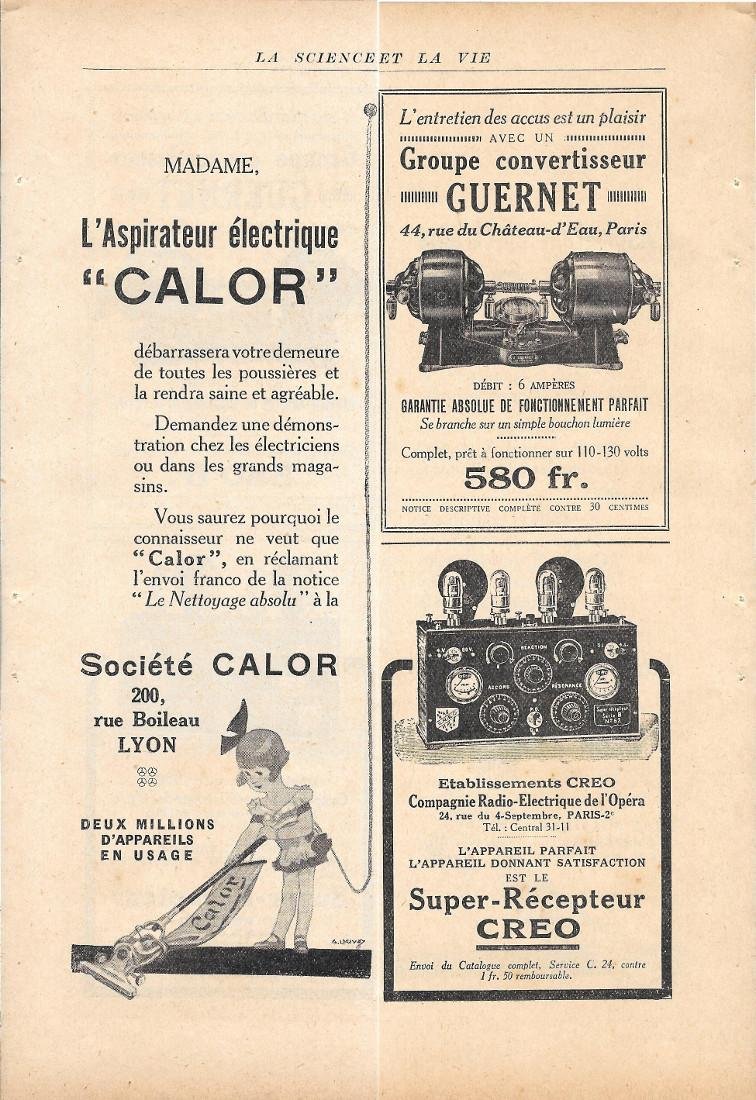 LA SCIENCE ET LA VIE
MADAME,
L'Aspirateur électrique
“CALOR”
débarrassera votre demeure
de toutes les poussières et
la rendra saine et agréable.
Demandez une démons-
tration chez les électriciens
ou dans les grands maga-
sins.
Vous saurez pourquoi le
connaisseur ne veut que
“Calor”, en réclamant
l'envoi franco de la notice
“Le Nettoyage absolu” à la
Société CALOR
200,
rue Boileau
LYON
DEUX MILLIONS
D'APPAREILS
EN USAGE
Calor
L'entretien des accus est un plaisir
AVEC UN
Groupe convertisseur
GUERNET
44, rue du Château-d'Eau, Paris
DÉBIT : 6 AMPÈRES
GARANTIE ABSOLUE DE FONCTIONNEMENT PARFAIT
Se branche sur un simple bouchon lumière
Complet, prêt à fonctionner sur 110-130 volts
580 fr.
NOTICE DESCRIPTIVE COMPLÈTE CONTRE 30 CENTIMES
4 V. 80 V.
RÉACTION
ACCORD RÉSONANCE
Super récepteur
Série B
Etablissements CREO
Compagnie Radio-Electrique de l'Opéra
24, rue du 4-Septembre, PARIS-2e
Tél. : Central 31-11
L'APPAREIL PARFAIT
L'APPAREIL DONNANT SATISFACTION
EST LE
Super-Récepteur
CREO
Envoi du Catalogue complet, Service C. 24, contre
1 fr. 50 remboursable.